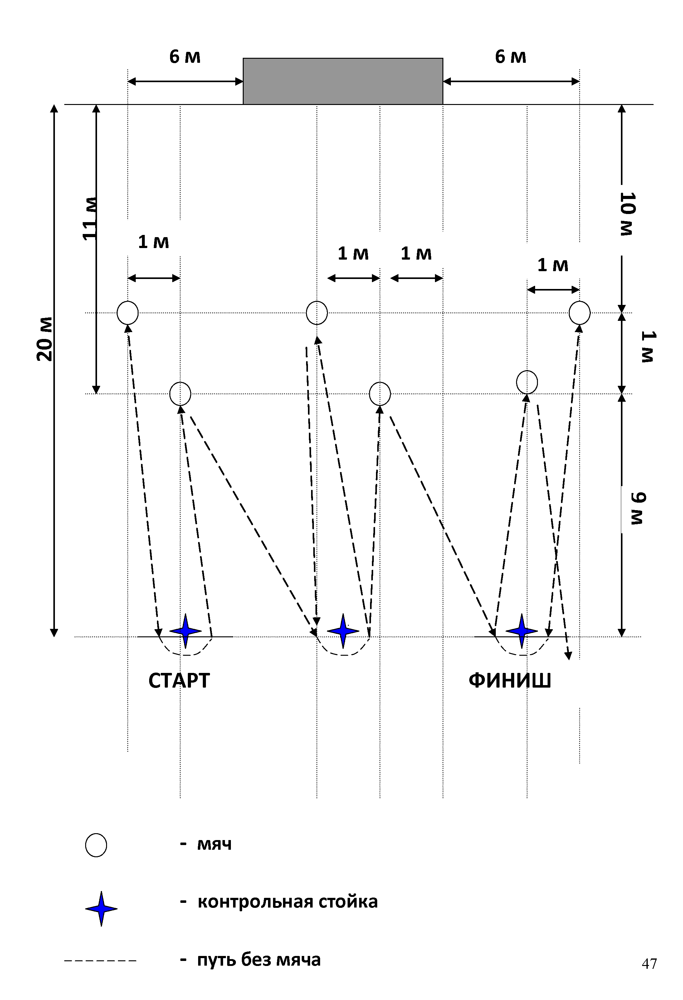 6 м
6 м
11 м
10 м
1 м
1 м
1 м
1 м
20 м
1 м
9 м
СТАРТ
ФИНИШ
- мяч
- контрольная стойка
- путь без мяча
47